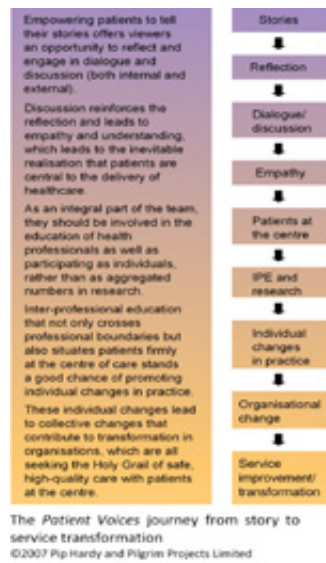 Empowering patients to tell
their stories offers viewers
an opportunity to reflect and
engage in dialogue and
discussion (both internal and
external).
Discussion reinforces the
reflection and leads to
empathy and understanding,
which leads to the inevitable
realisation that patients are
central to the delivery of
healthcare.
As an integral part of the team,
they should be involved in the
education of health
professionals as well as
participating as individuals,
rather than as aggregated
numbers in research.
Inter-professional education
that not only crosses
professional boundaries but
also situates patients firmly
at the centre of care stands
a good chance of promoting
individual changes in practice.
These individual changes lead
to collective changes that
contribute to transformation in
organisations, which are all
seeking the Holy Grail of safe,
high-quality care with patients
at the centre.
Stories
Reflection
Dialogue/
discussion
Empathy
Patients at
the centre
IPE and
research
Individual
changes
in practice
Organisational
change
Service
improvement/
transformation
The Patient Voices journey from story to
service transformation
©2007 Pip Hardy and Pilgrim Projects Limited